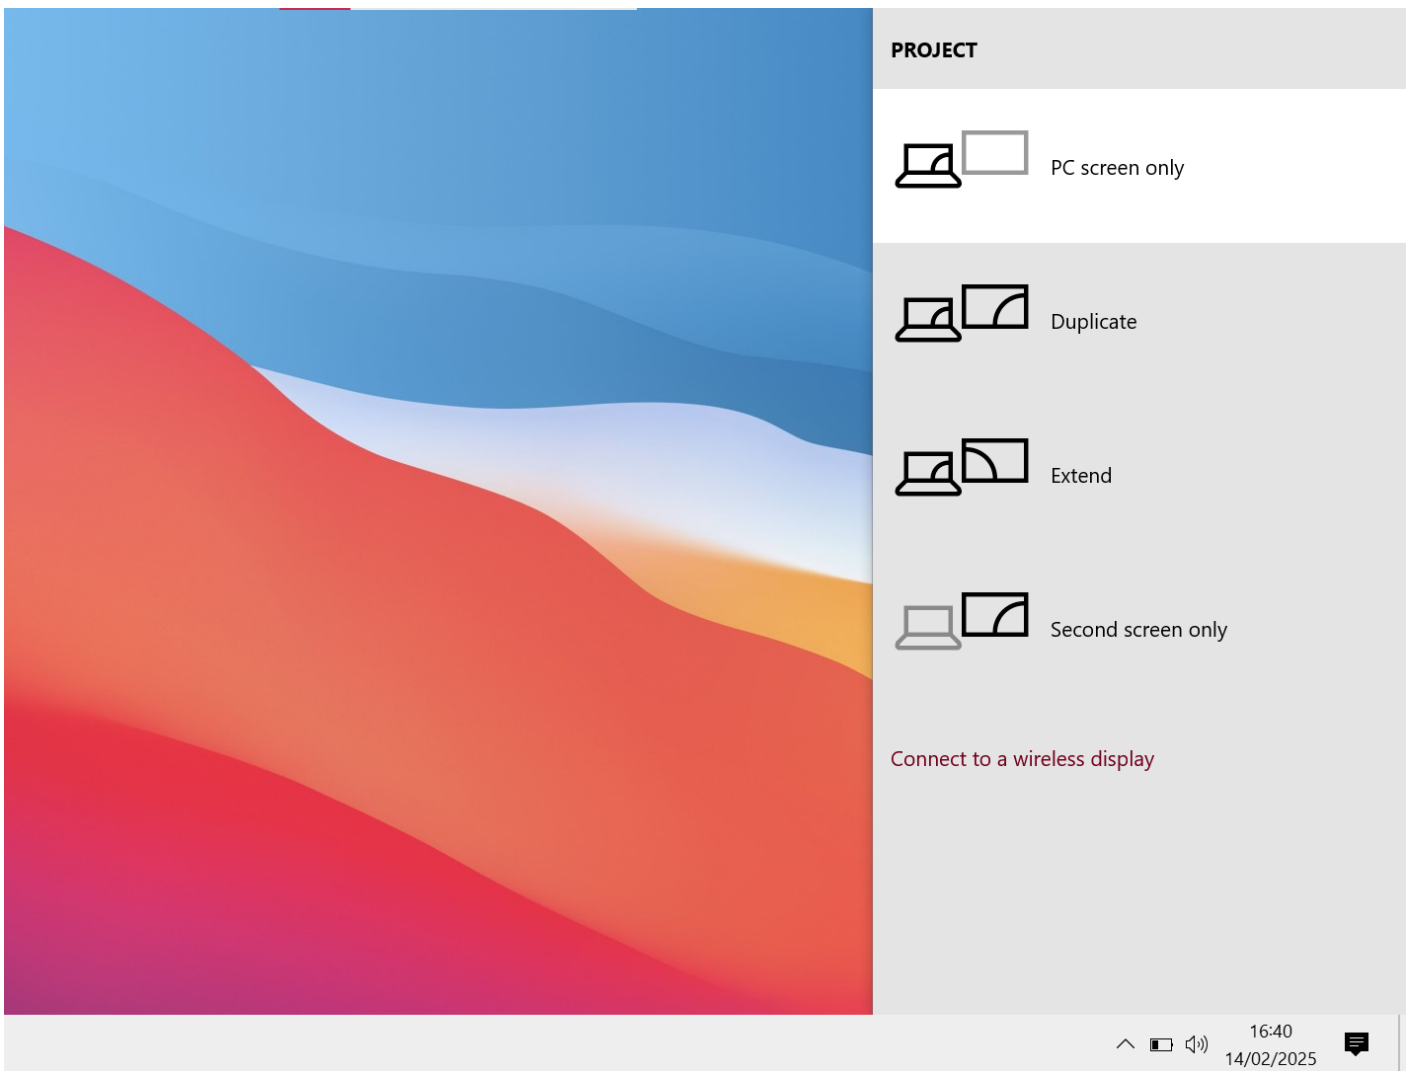 PROJECT
PC screen only
Duplicate
Extend
Second screen only
Connect to a wireless display
16:40
14/02/2025